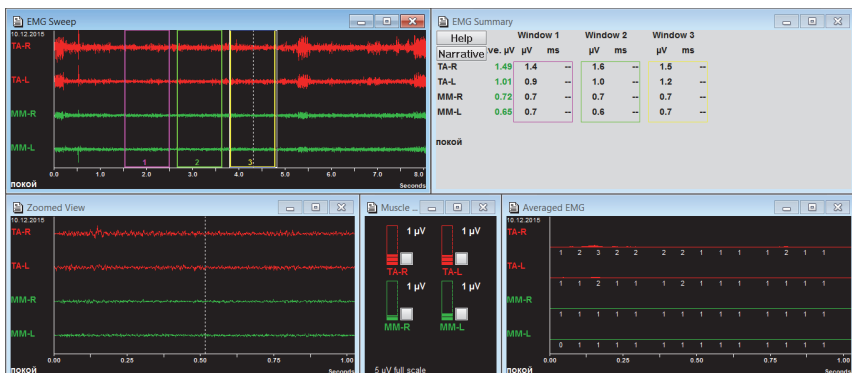 EMG Sweep
10.12.2015
TA-R
TA-L
MM-R
MM-L
1 2 3
0.0 1.0 2.0 3.0 4.0 5.0 6.0 7.0 8.0
Seconds
покой
EMG Summary
Help
Narrative
Window 1 Window 2 Window 3
ve. µV µV ms µV ms µV ms
TA-R 1.49 1.4 -- 1.6 -- 1.5 --
TA-L 1.01 0.9 -- 1.0 -- 1.2 --
MM-R 0.72 0.7 -- 0.7 -- 0.7 --
MM-L 0.65 0.7 -- 0.6 -- 0.7 --
покой
Zoomed View
10.12.2015
TA-R
TA-L
MM-R
MM-L
0.00 0.25 0.50 0.75 1.00
Seconds
покой
Muscle ...
1 µV 1 µV
TA-R TA-L
1 µV 1 µV
MM-R MM-L
5 µV full scale
Averaged EMG
10.12.2015
TA-R
1 2 3 2 2 2 1 1 1 1 2 1 1
TA-L
1 1 2 1 1 1 1 1 1 1 1 1 1
MM-R
1 1 1 1 1 1 1 1 1 1 1 1 1
MM-L
0 1 1 1 1 1 1 1 1 1 1 1 1
0.00 0.25 0.50 0.75 1.00
Seconds
покой